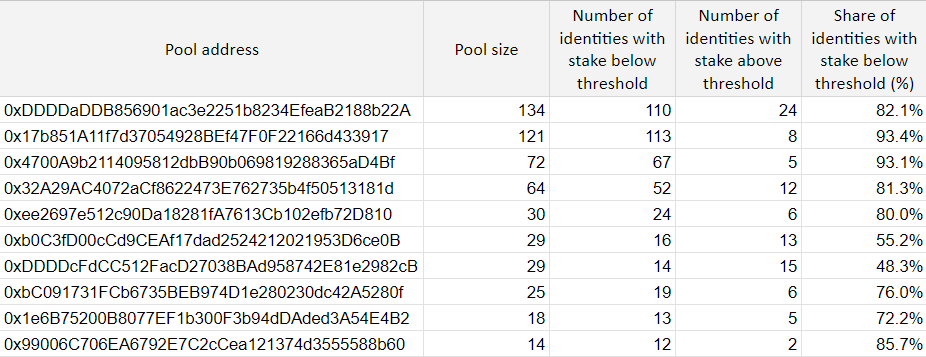 Pool address Pool size Number of identities with stake below threshold Number of identities with stake above threshold Share of identities with stake below threshold (%)
0xDDDDaDDB856901ac3e2251b8234EfeaB2188b22A 134 110 24 82.1%
0x17b851A11f7d37054928BEf47F0F22166d433917 121 113 8 93.4%
0x4700A9b2114095812dbB90b069819288365aD4Bf 72 67 5 93.1%
0x32A29AC4072aCf8622473E762735b4f50513181d 64 52 12 81.3%
0xee2697e512c90Da18281fA7613Cb102efb72D810 30 24 6 80.0%
0xb0C3fD00cCd9CEAf17dad2524212021953D6ce0B 29 16 13 55.2%
0xDDDDcFdCC512FacD27038BAd958742E81e2982cB 29 14 15 48.3%
0xbC091731FCb6735BEB974D1e280230dc42A5280f 25 19 6 76.0%
0x1e6B75200B8077EF1b300F3b94dDAded3A54E4B2 18 13 5 72.2%
0x99006C706EA6792E7C2cCea121374d3555588b60 14 12 2 85.7%